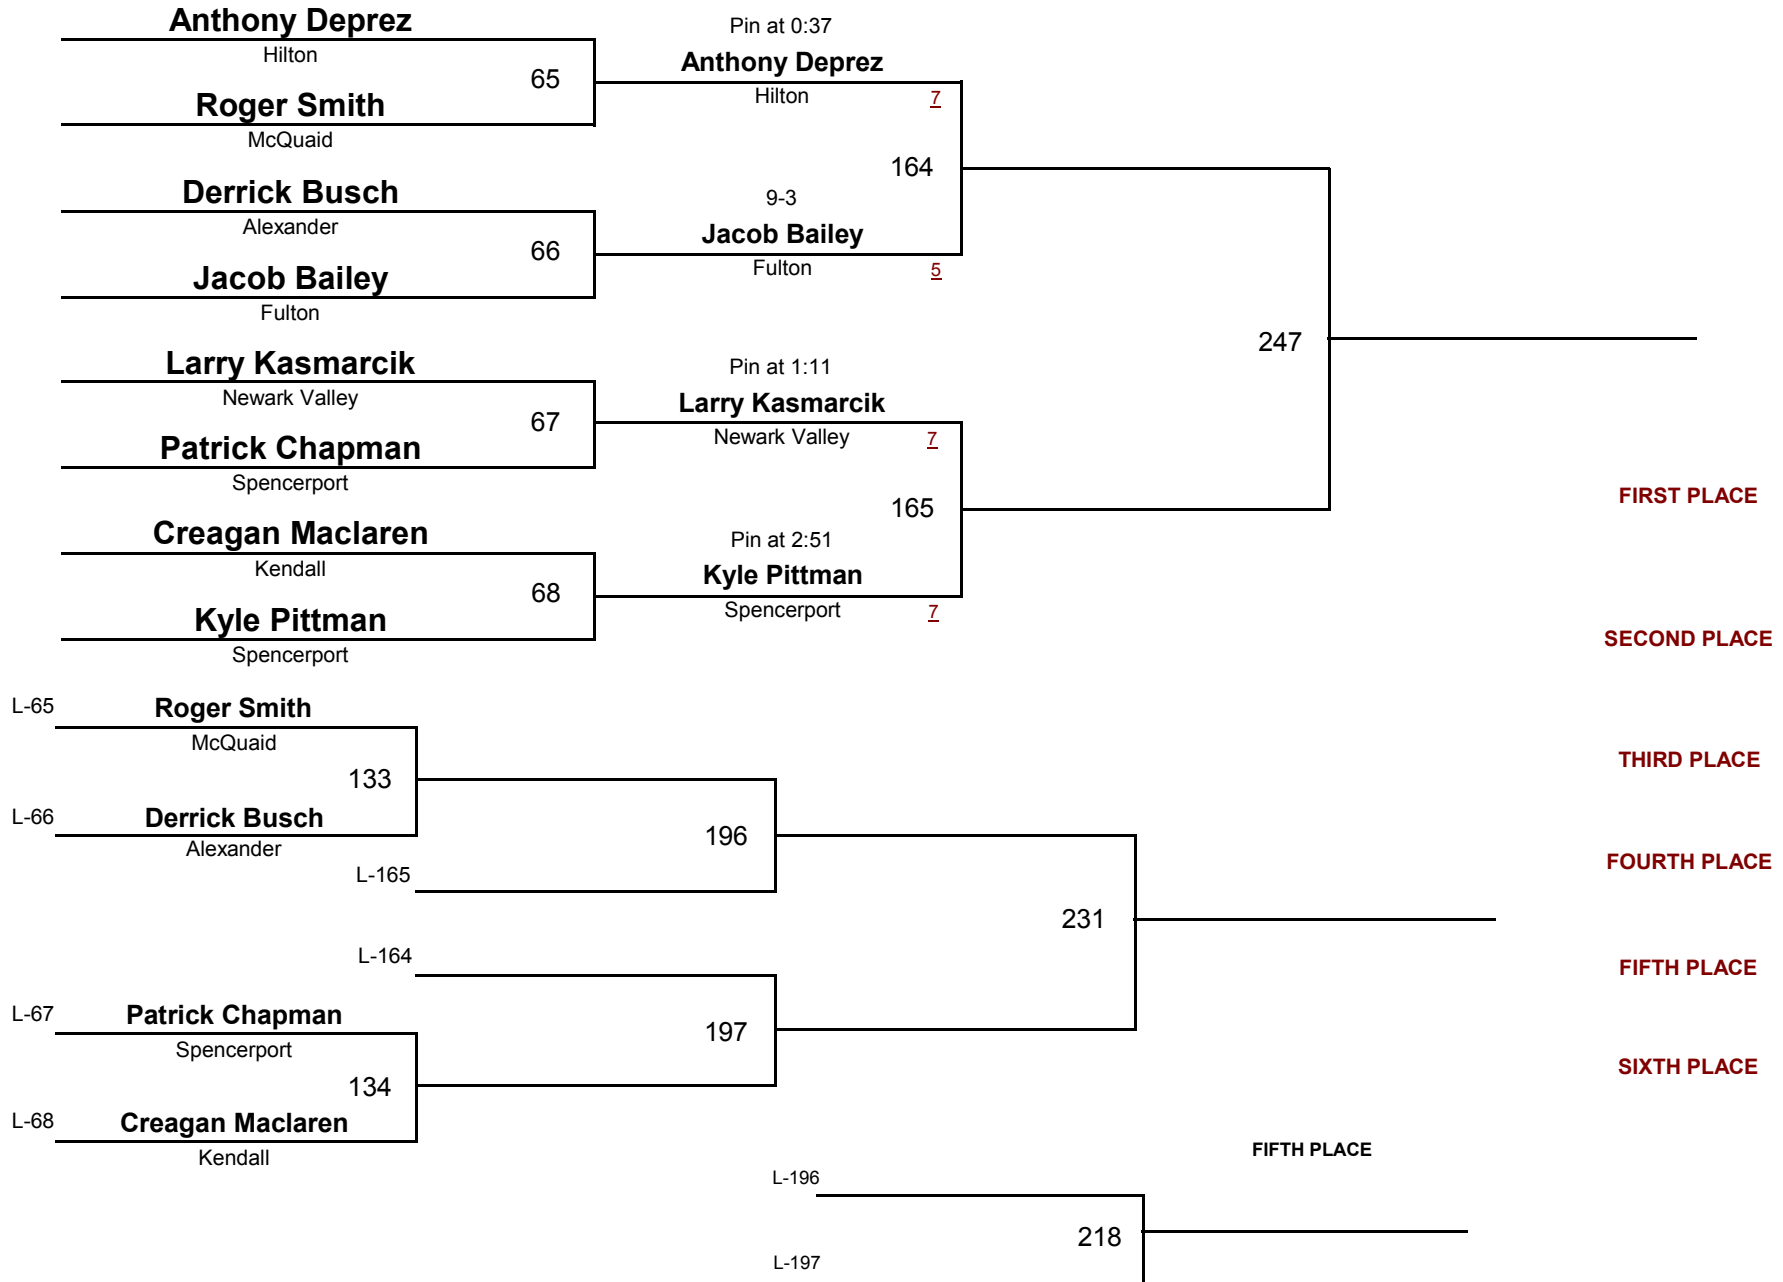 Anthony Deprez
Hilton
65
Roger Smith
McQuaid
Derrick Busch
Alexander
66
Jacob Bailey
Fulton
Larry Kasmarcik
Newark Valley
67
Patrick Chapman
Spencerport
Creagan Maclaren
Kendall
68
Kyle Pittman
Spencerport
Pin at 0:37
Anthony Deprez
Hilton
7
164
9-3
Jacob Bailey
Fulton
5
Pin at 1:11
Larry Kasmarcik
Newark Valley
7
165
Pin at 2:51
Kyle Pittman
Spencerport
7
247
FIRST PLACE
SECOND PLACE
THIRD PLACE
FOURTH PLACE
FIFTH PLACE
SIXTH PLACE
L-65
Roger Smith
McQuaid
133
L-66
Derrick Busch
Alexander
196
L-165
231
L-164
L-67
Patrick Chapman
Spencerport
197
134
L-68
Creagan Maclaren
Kendall
FIFTH PLACE
L-196
218
L-197